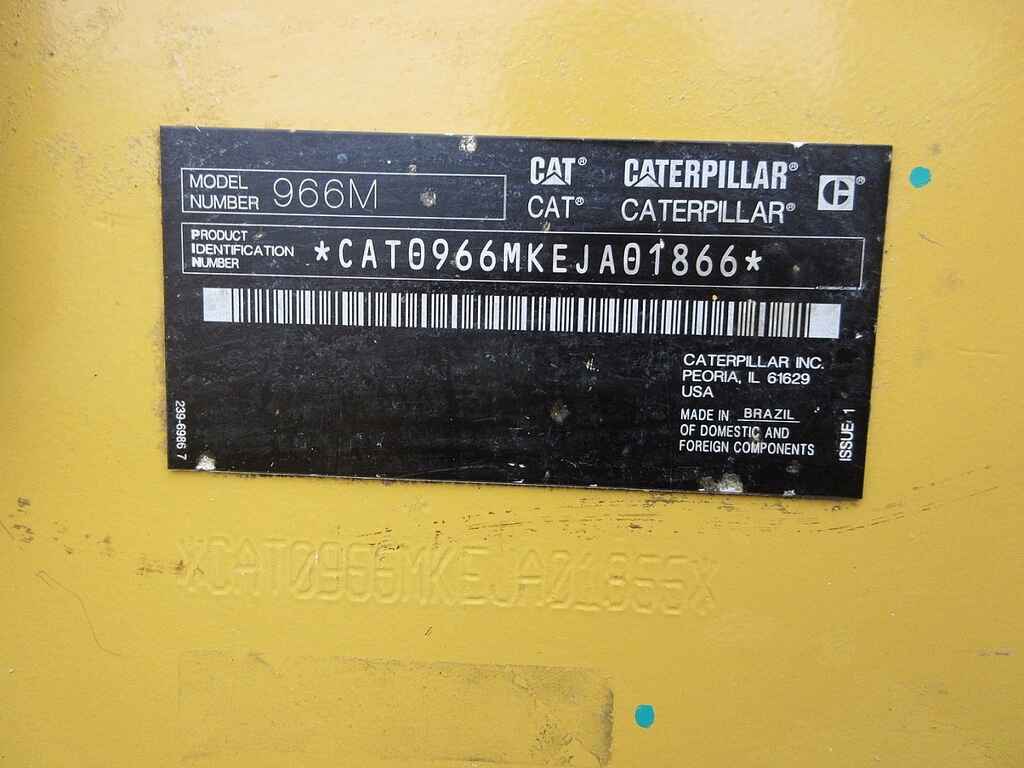 MODEL NUMBER 966M
CAT® CATERPILLAR®
CAT® CATERPILLAR®
C®
PRODUCT IDENTIFICATION NUMBER *CAT0966MKEJA01866*
CATERPILLAR INC.
PEORIA, IL 61629
USA
MADE IN BRAZIL
OF DOMESTIC AND
FOREIGN COMPONENTS
239-6986 7
ISSUE: 1